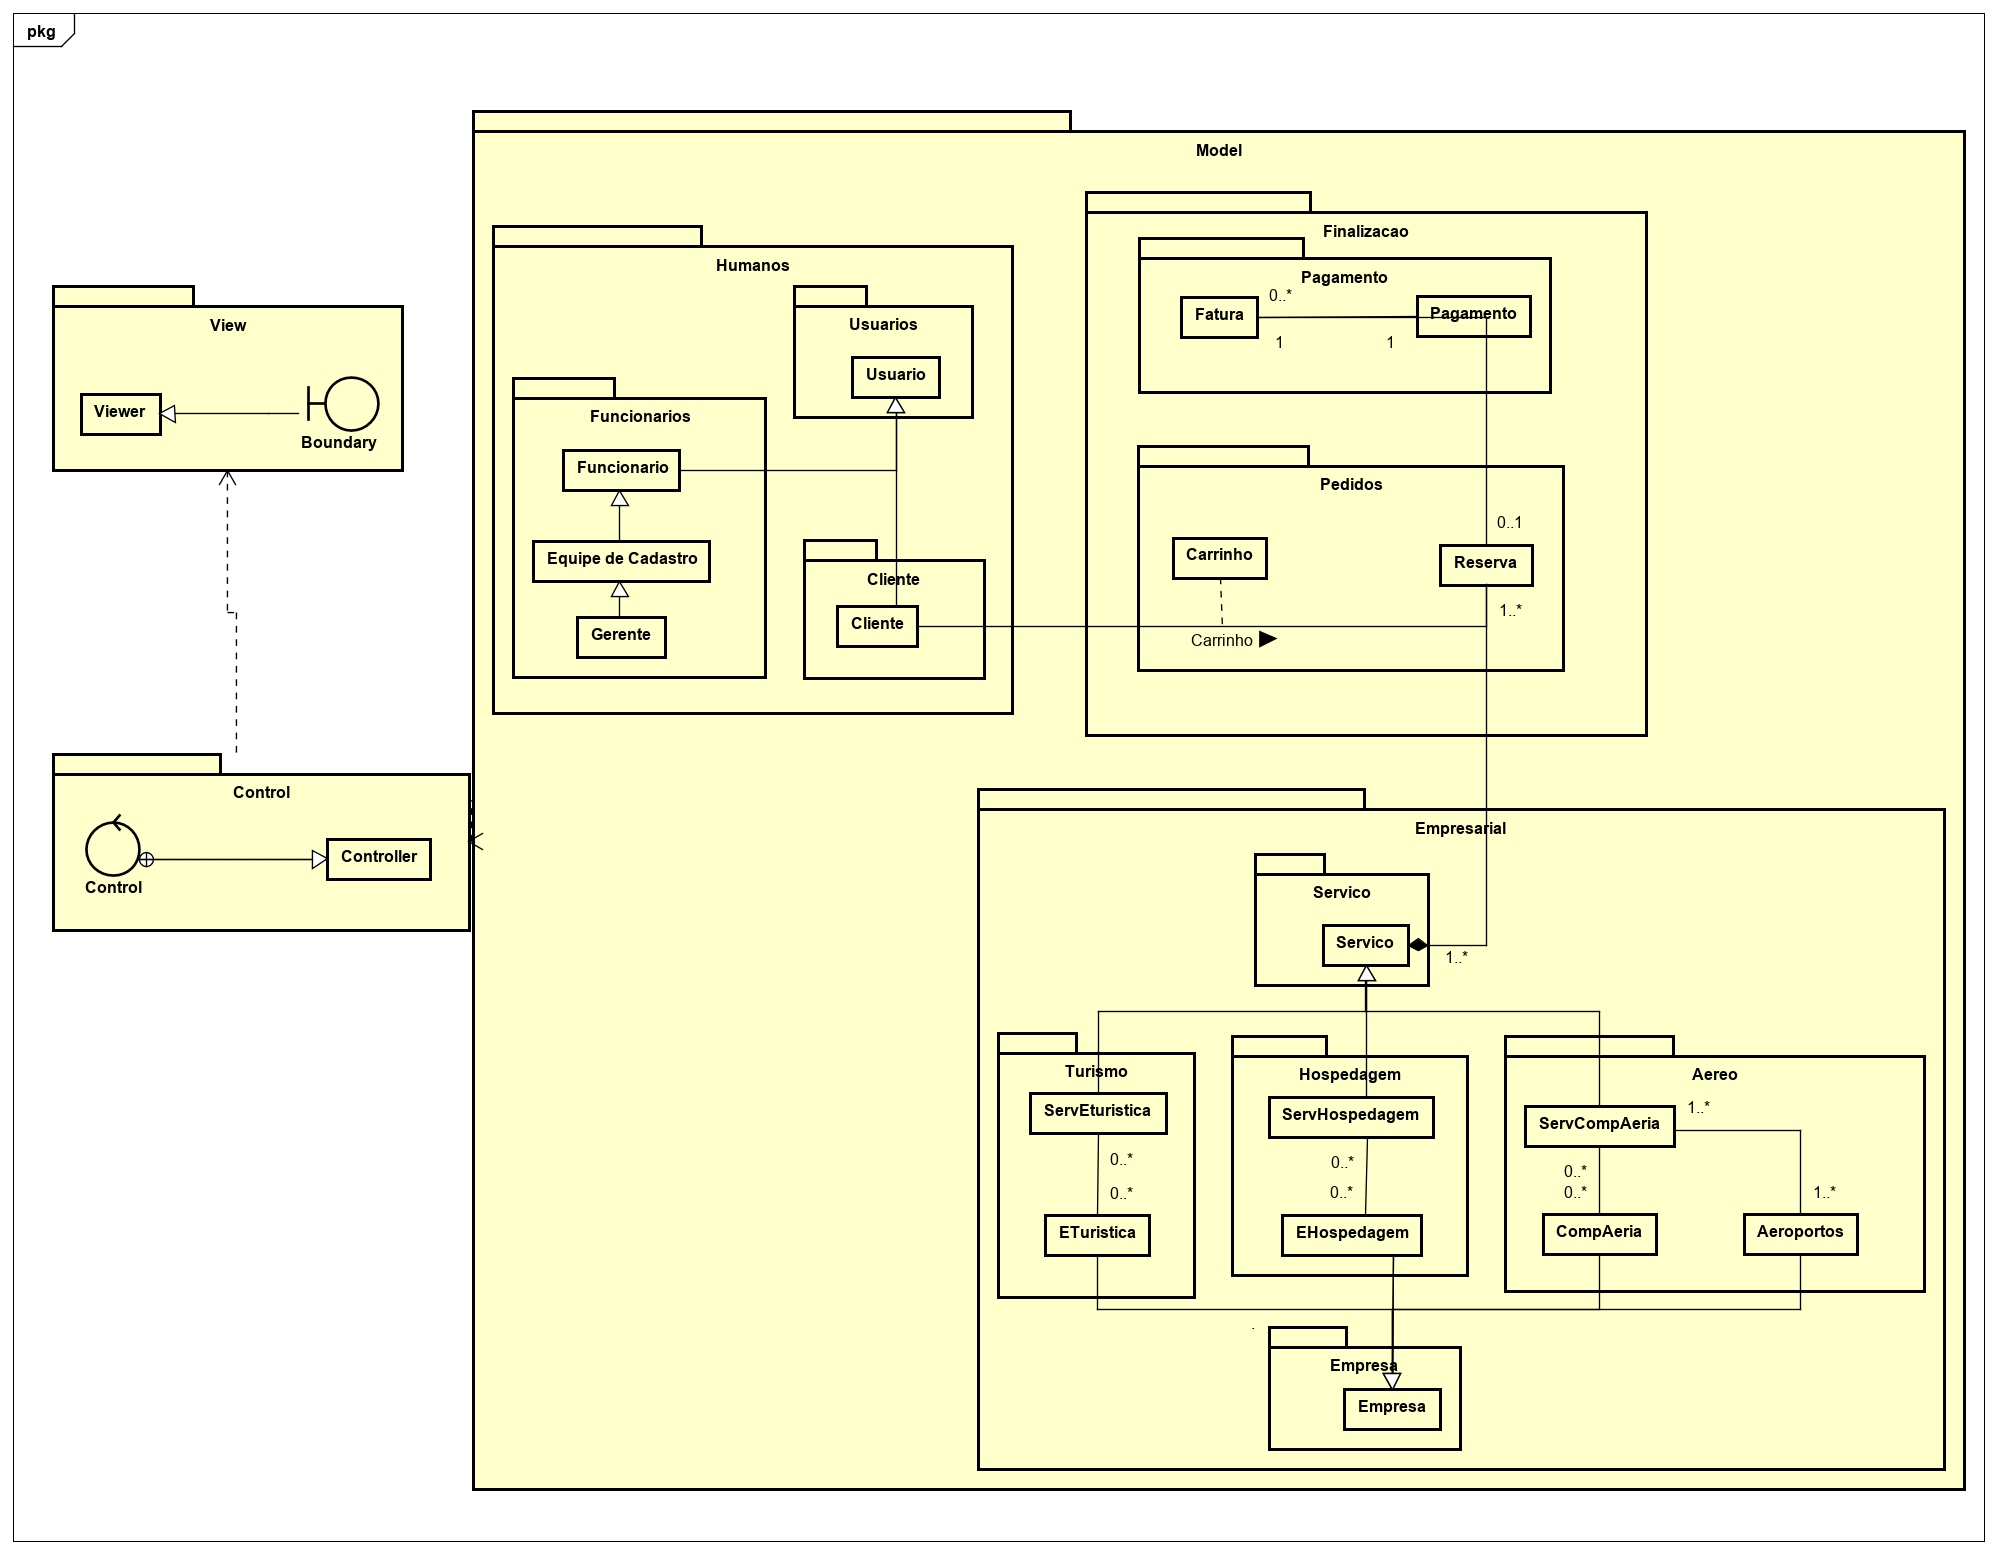 pkg
Model
Finalizacao
Humanos
Pagamento
0..*
Fatura
Pagamento
1
1
View
Usuarios
Usuario
Viewer
Boundary
Funcionarios
Funcionario
Pedidos
0..1
Equipe de Cadastro
Carrinho
Reserva
Cliente
1..*
Cliente
Gerente
Carrinho
Control
Empresarial
Controller
Control
Servico
Servico
1..*
Turismo
Hospedagem
Aereo
ServEturistica
ServHospedagem
1..*
ServCompAeria
0..*
0..*
0..*
0..*
0..*
0..*
1..*
ETuristica
EHospedagem
CompAeria
Aeroportos
Empresa
Empresa